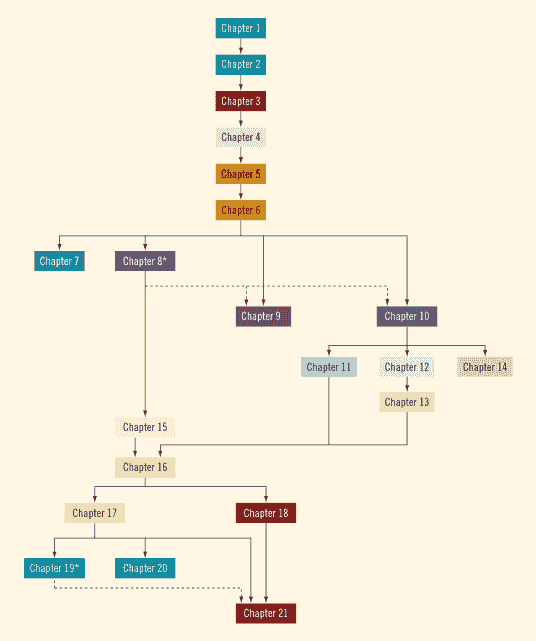 Chapter 1
Chapter 2
Chapter 3
Chapter 4
Chapter 5
Chapter 6
Chapter 7
Chapter 8*
Chapter 9
Chapter 10
Chapter 11
Chapter 12
Chapter 14
Chapter 13
Chapter 15
Chapter 16
Chapter 17
Chapter 18
Chapter 19*
Chapter 20
Chapter 21